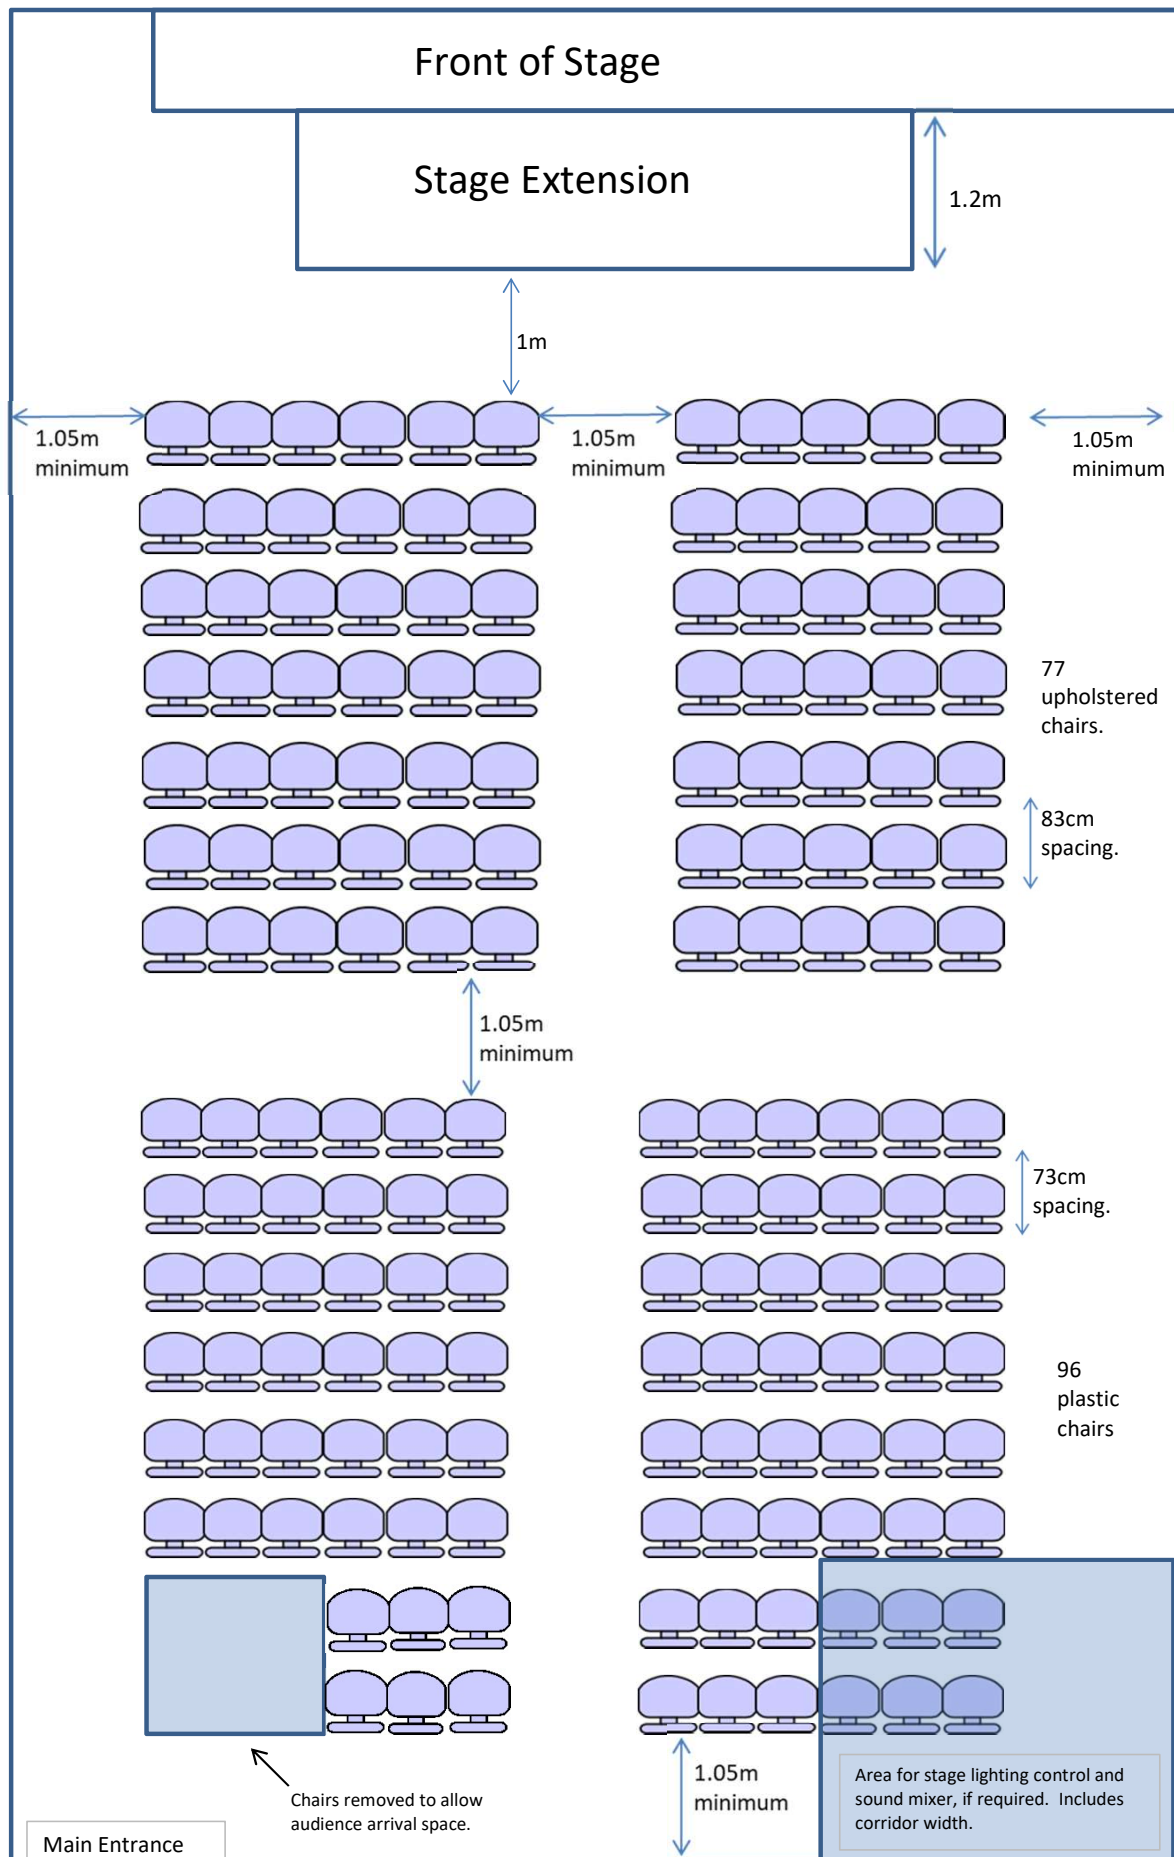 Front of Stage
Stage Extension
1.2m
1m
1.05m
minimum
1.05m
minimum
1.05m
minimum
77
upholstered
chairs.
83cm
spacing.
1.05m
minimum
73cm
spacing.
96
plastic
chairs
Chairs removed to allow
audience arrival space.
1.05m
minimum
Area for stage lighting control and
sound mixer, if required.  Includes
corridor width.
Main Entrance